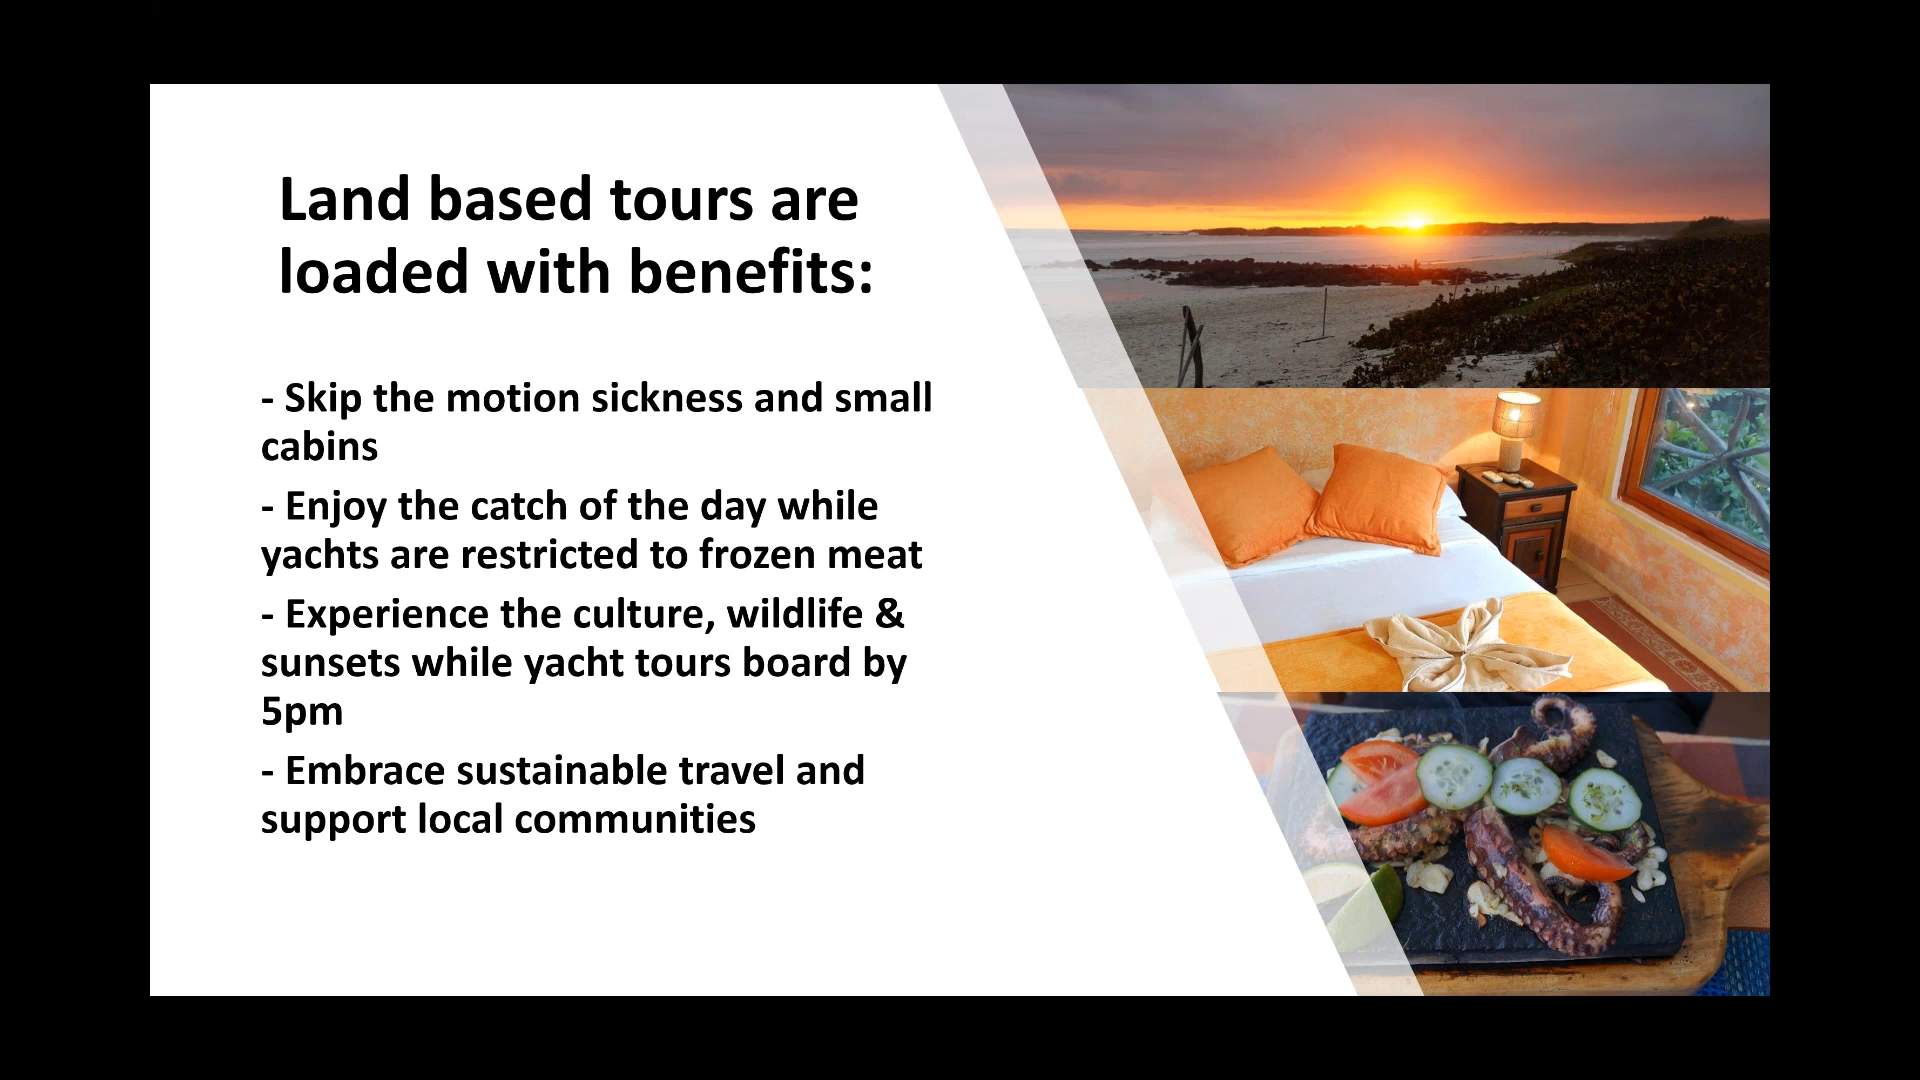 Land based tours are
loaded with benefits:
- Skip the motion sickness and small
cabins
- Enjoy the catch of the day while
yachts are restricted to frozen meat
- Experience the culture, wildlife &
sunsets while yacht tours board by
5pm
- Embrace sustainable travel and
support local communities